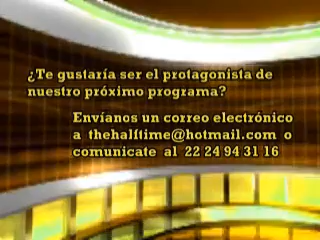 ¿Te gustaría ser el protagonista de
nuestro próximo programa?
Envíanos un correo electrónico
a thehalftime@hotmail.com o
comunicate al 22 24 94 31 16